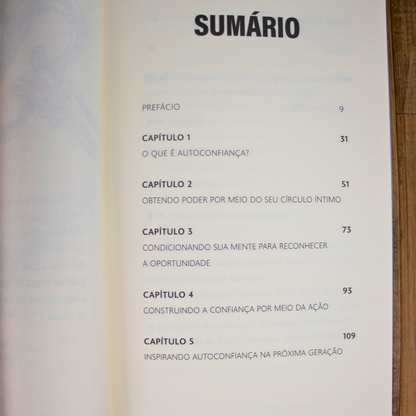 SUMÁRIO
PREFÁCIO 9
CAPÍTULO 1 31
O QUE É AUTOCONFIANÇA?
CAPÍTULO 2 51
OBTENDO PODER POR MEIO DO SEU CÍRCULO ÍNTIMO
CAPÍTULO 3 73
CONDICIONANDO SUA MENTE PARA RECONHECER
A OPORTUNIDADE
CAPÍTULO 4 93
CONSTRUINDO A CONFIANÇA POR MEIO DA AÇÃO
CAPÍTULO 5 109
INSPIRANDO AUTOCONFIANÇA NA PRÓXIMA GERAÇÃO